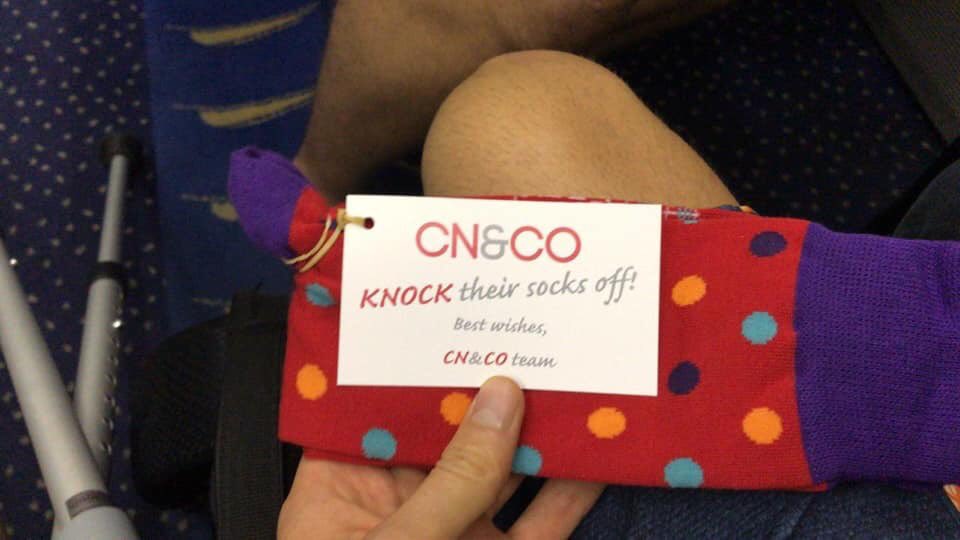 CN&CO
KNOCK their socks off!
Best wishes,
CN&CO team